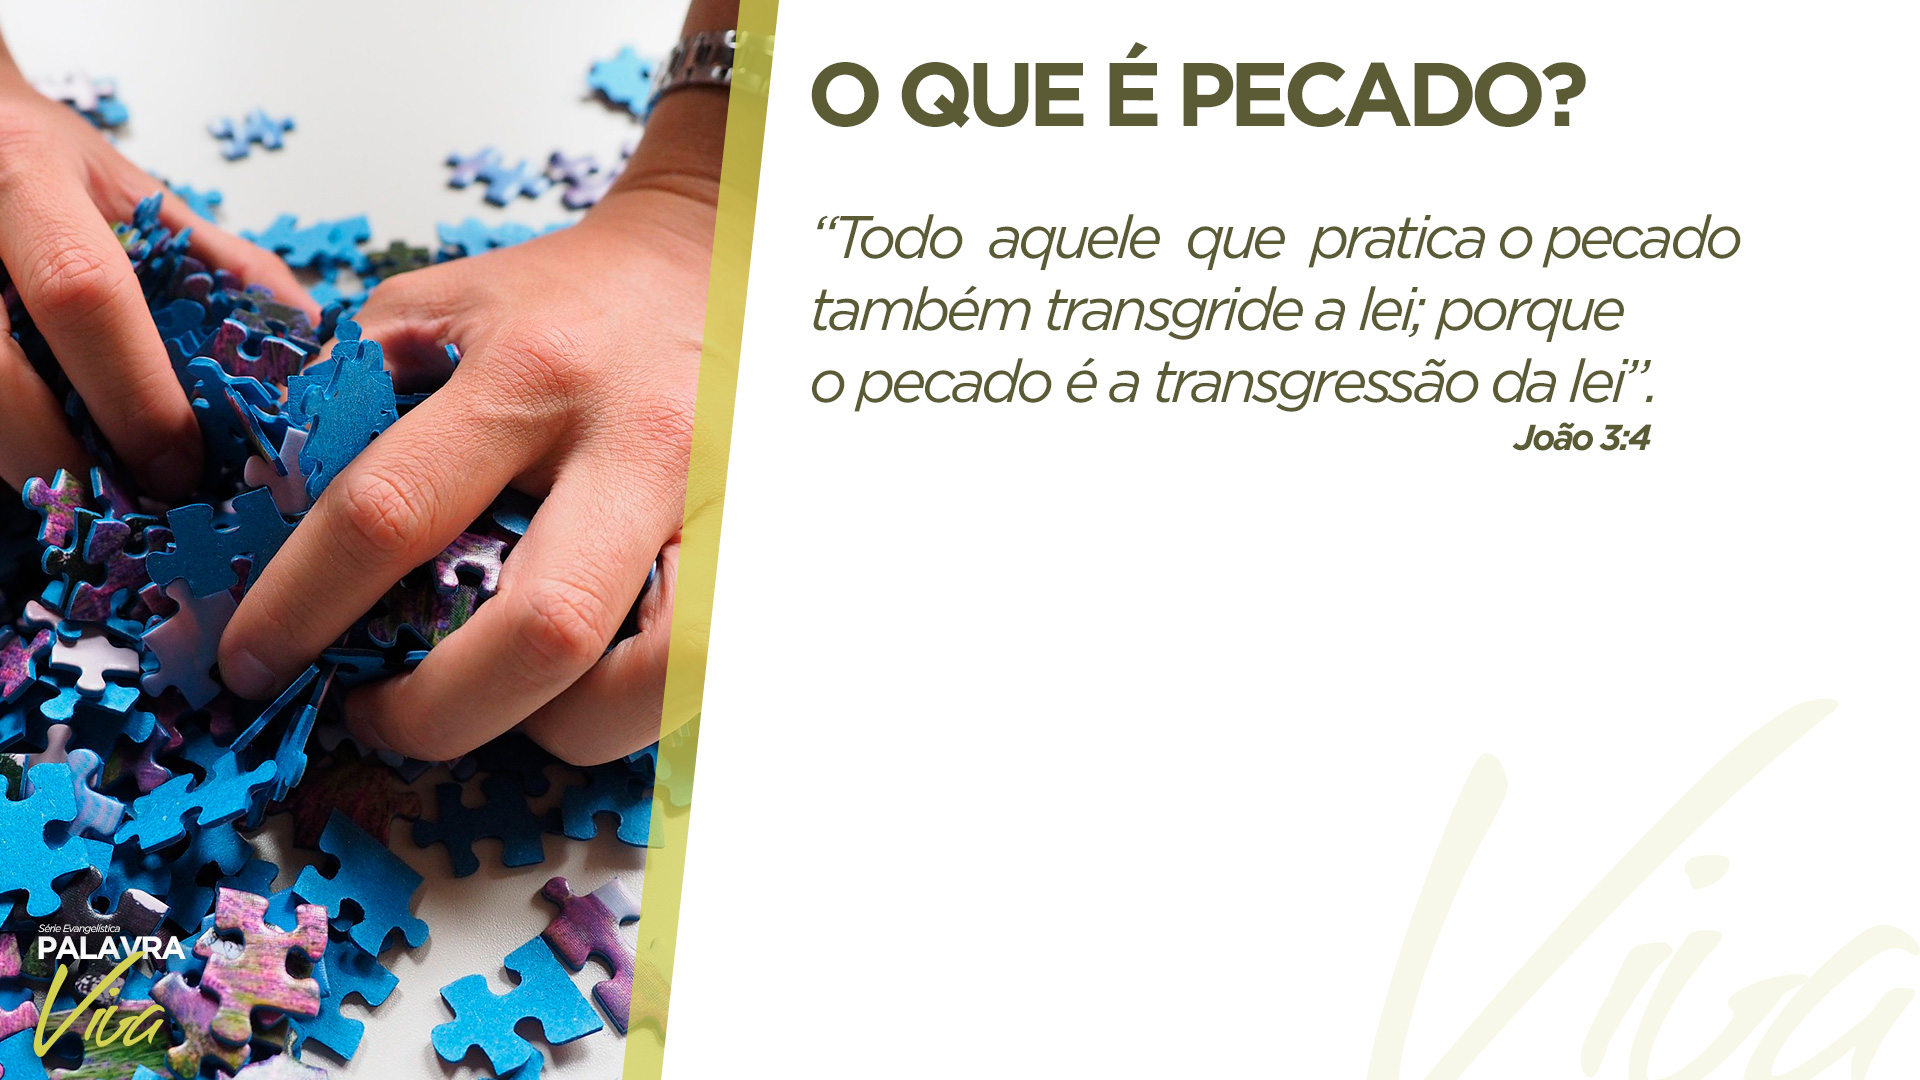 O QUE É PECADO?
“Todo aquele que pratica o pecado
também transgride a lei; porque
o pecado é a transgressão da lei”.
João 3:4
Série Evangelística
PALAVRA
Viva
Viva